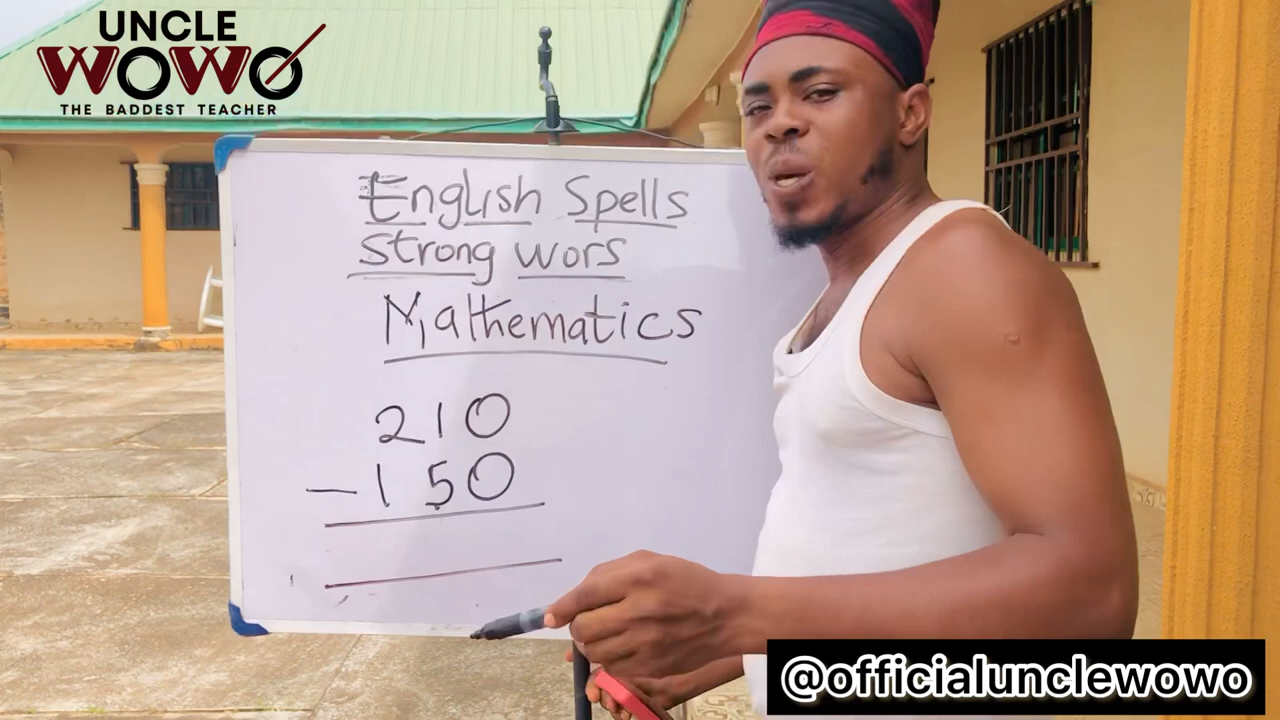 UNCLE
WOWO
THE BADDEST TEACHER
English Spells
Strong wors
Mathematics
210
- 150
@officialunclewowo